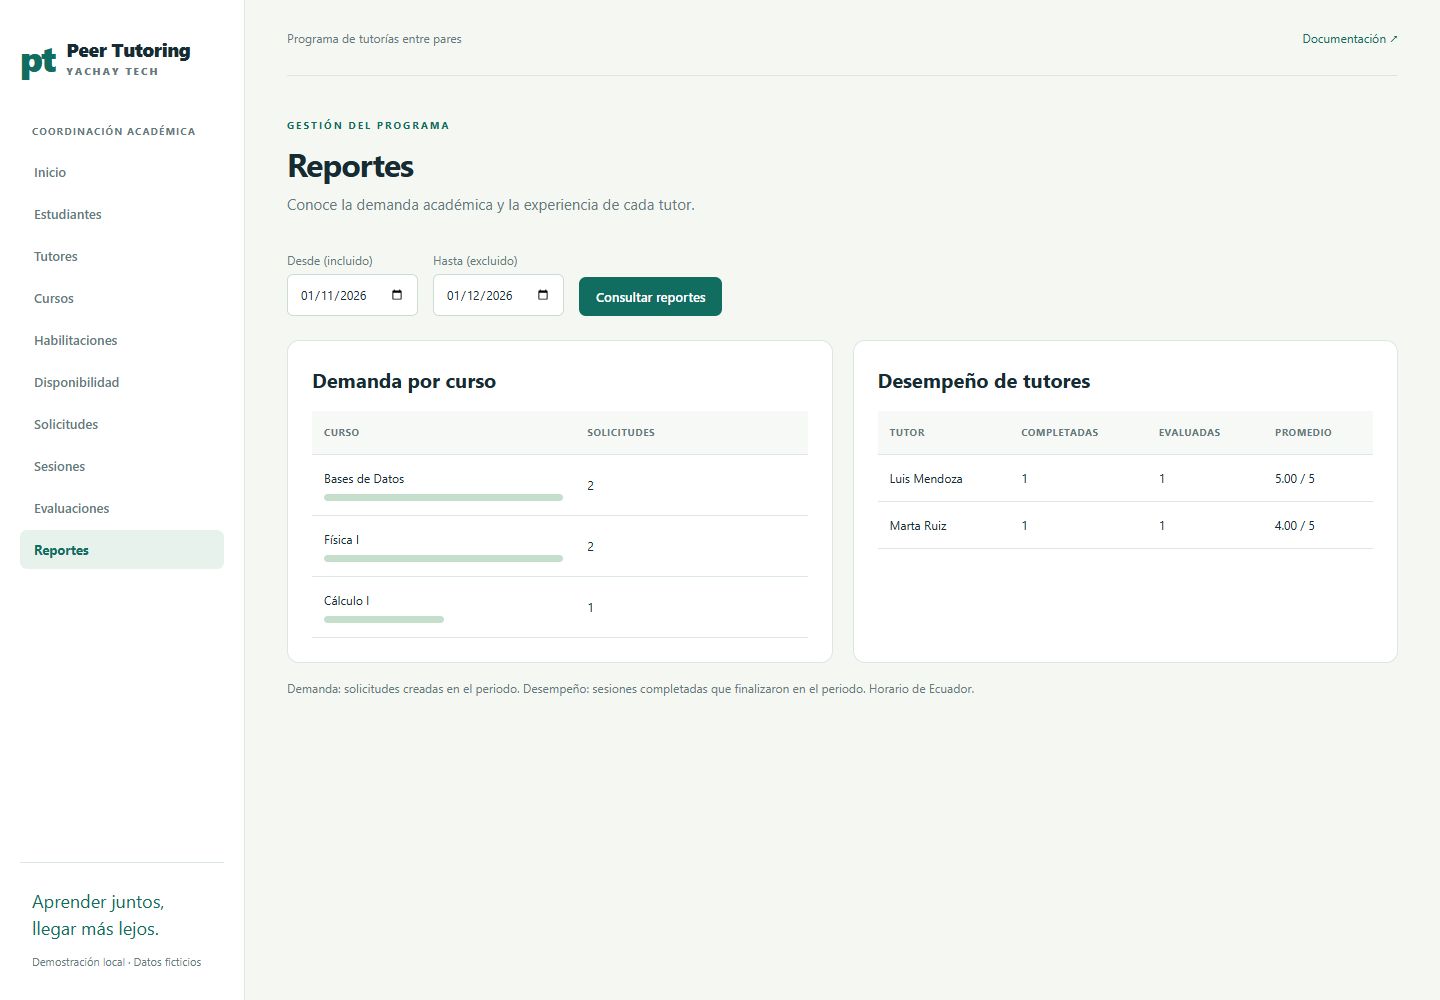 pt
Peer Tutoring
YACHAY TECH
COORDINACIÓN ACADÉMICA
Inicio
Estudiantes
Tutores
Cursos
Habilitaciones
Disponibilidad
Solicitudes
Sesiones
Evaluaciones
Reportes
Aprender juntos,
llegar más lejos.
Demostración local · Datos ficticios
Programa de tutorías entre pares
Documentación ↗
GESTIÓN DEL PROGRAMA
Reportes
Conoce la demanda académica y la experiencia de cada tutor.
Desde (incluido)
Hasta (excluido)
01/11/2026
01/12/2026
Consultar reportes
Demanda por curso
CURSO SOLICITUDES
Bases de Datos 2
Física I 2
Cálculo I 1
Desempeño de tutores
TUTOR COMPLETADAS EVALUADAS PROMEDIO
Luis Mendoza 1 1 5.00 / 5
Marta Ruiz 1 1 4.00 / 5
Demanda: solicitudes creadas en el periodo. Desempeño: sesiones completadas que finalizaron en el periodo. Horario de Ecuador.